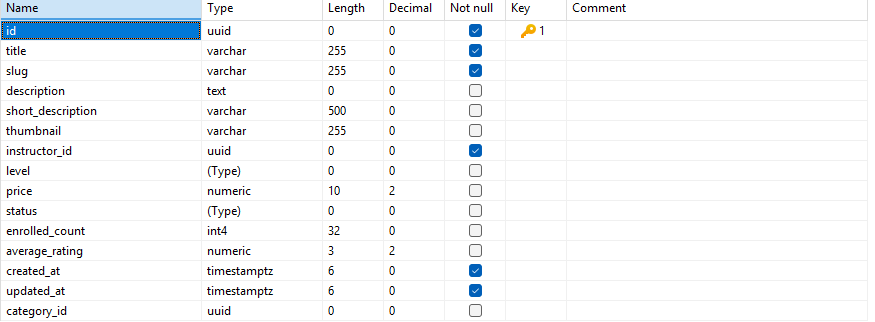 Name Type Length Decimal Not null Key Comment
id uuid 0 0 1
title varchar 255 0
slug varchar 255 0
description text 0 0
short_description varchar 500 0
thumbnail varchar 255 0
instructor_id uuid 0 0
level (Type) 0 0
price numeric 10 2
status (Type) 0 0
enrolled_count int4 32 0
average_rating numeric 3 2
created_at timestamptz 6 0
updated_at timestamptz 6 0
category_id uuid 0 0